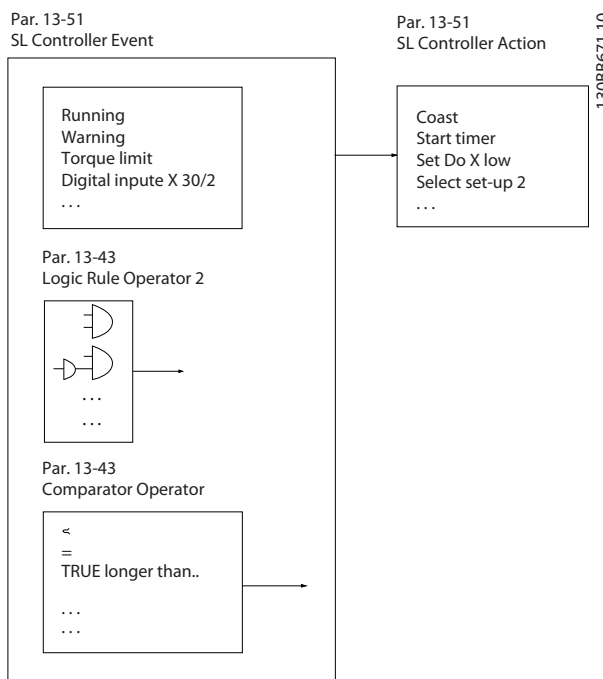 Par. 13-51
SL Controller Event
Running
Warning
Torque limit
Digital inpute X 30/2
. . .
Par. 13-43
Logic Rule Operator 2
. . .
. . .
Par. 13-43
Comparator Operator
=
TRUE longer than..
. . .
. . .
Par. 13-51
SL Controller Action
Coast
Start timer
Set Do X low
Select set-up 2
. . .
130BB671.10